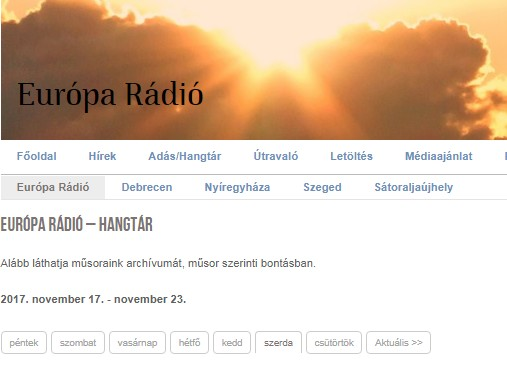 Európa Rádió
Főoldal Hírek Adás/Hangtár Útravaló Letöltés Médiaajánlat
Európa Rádió Debrecen Nyíregyháza Szeged Sátoraljaújhely
EURÓPA RÁDIÓ – HANGTÁR
Alább láthatja műsoraink archívumát, műsor szerinti bontásban.
2017. november 17. - november 23.
péntek szombat vasárnap hétfő kedd szerda csütörtök Aktuális >>